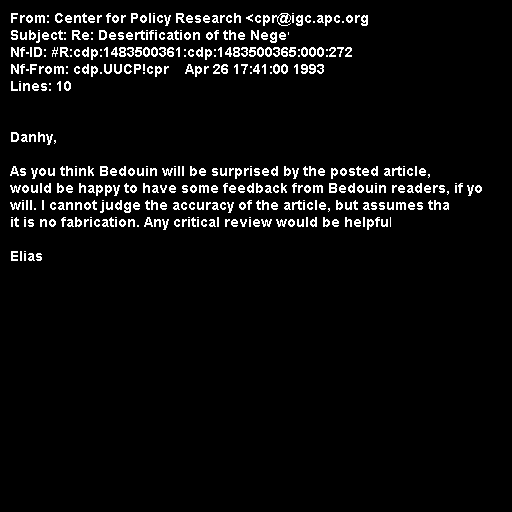 From: Center for Policy Research <cpr@igc.apc.org
Subject: Re: Desertification of the Nege
Nf-ID: #R:cdp:1483500361:cdp:1483500365:000:272
Nf-From: cdp.UUCP!cpr    Apr 26 17:41:00 1993
Lines: 10

Danhy,

As you think Bedouin will be surprised by the posted article,
would be happy to have some feedback from Bedouin readers, if yo
will. I cannot judge the accuracy of the article, but assumes tha
it is no fabrication. Any critical review would be helpful

Elias